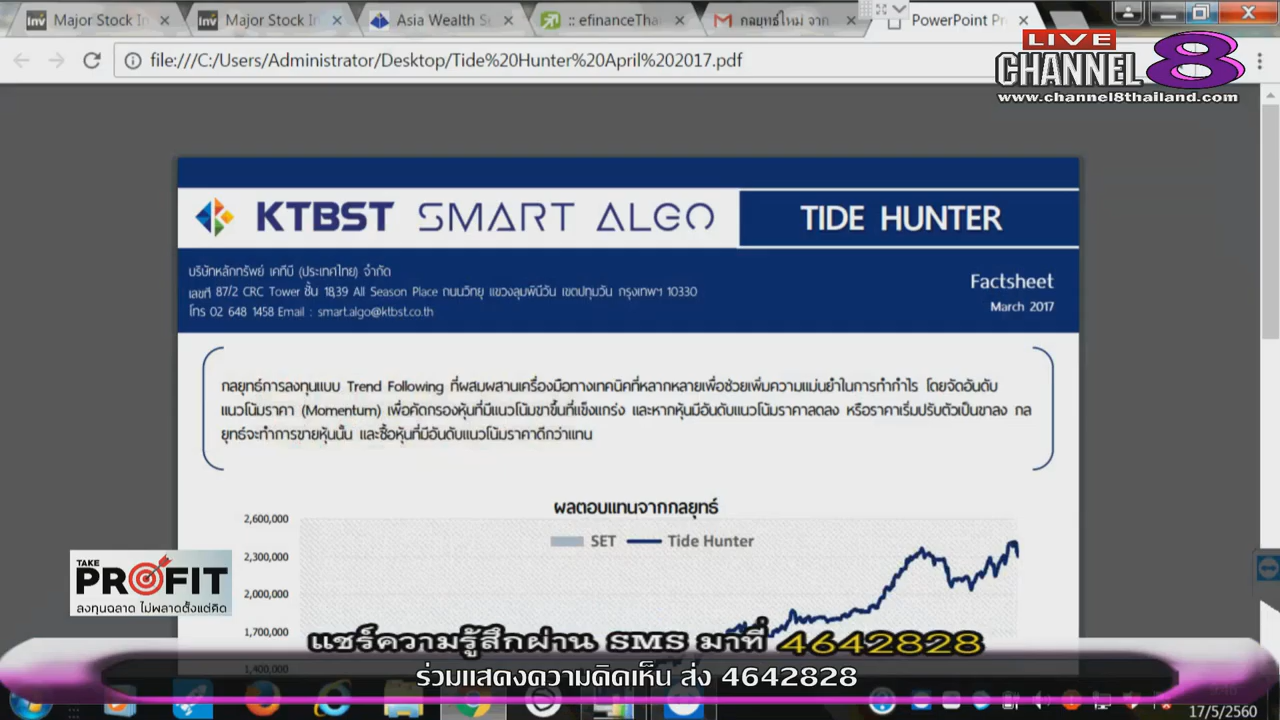 Major Stock In
Major Stock In
Asia Wealth Se
:: efinanceThai
กลยุทธ์ใหม่ จาก
PowerPoint Pr
file:///C:/Users/Administrator/Desktop/Tide%20Hunter%20April%202017.pdf
LIVE
CHANNEL 8
www.channel8thailand.com
KTBST SMART ALGO
TIDE HUNTER
บริษัทหลักทรัพย์ เคทีบี (ประเทศไทย) จำกัด
เลขที่ 87/2 CRC Tower ชั้น 18,39 All Season Place ถนนวิทยุ แขวงลุมพินีวัน เขตปทุมวัน กรุงเทพฯ 10330
โทร 02 648 1458 Email : smart.algo@ktbst.co.th
Factsheet
March 2017
กลยุทธ์การลงทุนแบบ Trend Following ที่ผสมผสานเครื่องมือทางเทคนิคที่หลากหลายเพื่อช่วยเพิ่มความแม่นยำในการทำกำไร โดยจัดอันดับ
แนวโน้มราคา (Momentum) เพื่อคัดกรองหุ้นที่มีแนวโน้มขาขึ้นที่แข็งแกร่ง และหากหุ้นมีอันดับแนวโน้มราคาลดลง หรือราคาเริ่มปรับตัวเป็นขาลง กล
ยุทธ์จะทำการขายหุ้นนั้น และซื้อหุ้นที่มีอันดับแนวโน้มราคาดีกว่าแทน
ผลตอบแทนจากกลยุทธ์
SET
Tide Hunter
2,600,000
2,300,000
2,000,000
1,700,000
1,400,000
TAKE
PROFIT
ลงทุนฉลาด ไม่พลาดตั้งแต่คิด
แชร์ความรู้สึกผ่าน SMS มาที่ 4642828
ร่วมแสดงความคิดเห็น ส่ง 4642828
17/5/2560